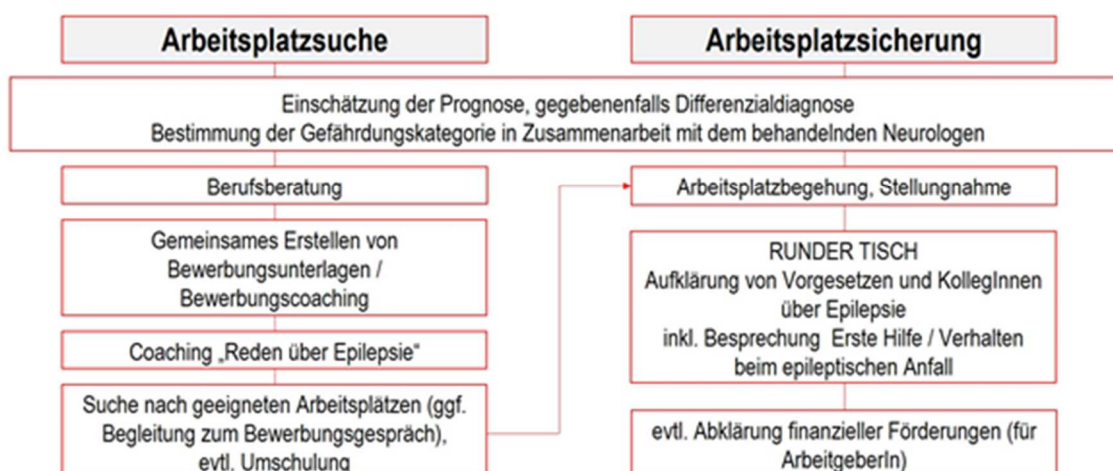 Arbeitsplatzsuche
Arbeitsplatzsicherung
Einschätzung der Prognose, gegebenenfalls Differenzialdiagnose
Bestimmung der Gefährdungskategorie in Zusammenarbeit mit dem behandelnden Neurologen
Berufsberatung
Gemeinsames Erstellen von
Bewerbungsunterlagen /
Bewerbungscoaching
Coaching „Reden über Epilepsie“
Suche nach geeigneten Arbeitsplätzen (ggf.
Begleitung zum Bewerbungsgespräch),
evtl. Umschulung
Arbeitsplatzbegehung, Stellungnahme
RUNDER TISCH
Aufklärung von Vorgesetzen und KollegInnen
über Epilepsie
inkl. Besprechung Erste Hilfe / Verhalten
beim epileptischen Anfall
evtl. Abklärung finanzieller Förderungen (für
ArbeitgeberIn)